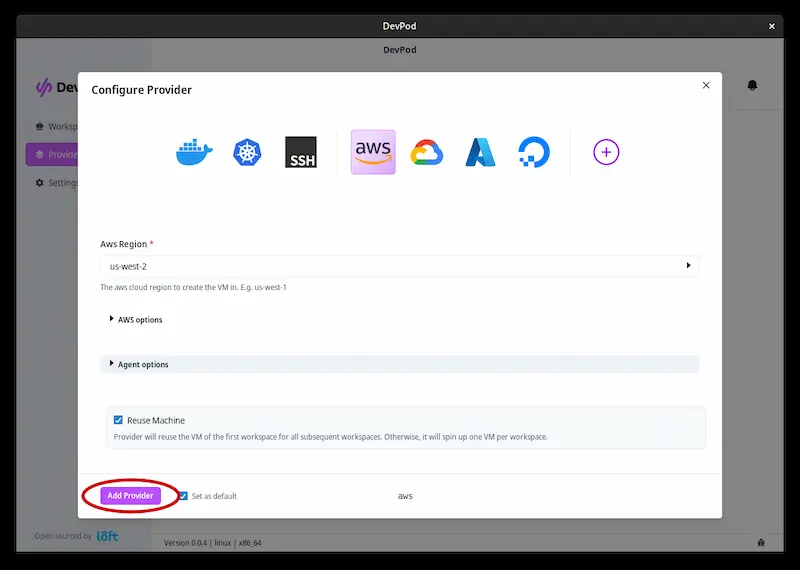 DevPod
DevPod
Dev
Configure Provider
SSH
aws
Worksp
Provide
Setting
Aws Region *
us-west-2
The aws cloud region to create the VM in. E.g. us-west-1
AWS options
Agent options
Reuse Machine
Provider will reuse the VM of the first workspace for all subsequent workspaces. Otherwise, it will spin up one VM per workspace.
Add Provider
Set as default
aws
Open sourced by loft
Version 0.0.4 | linux | x86_64